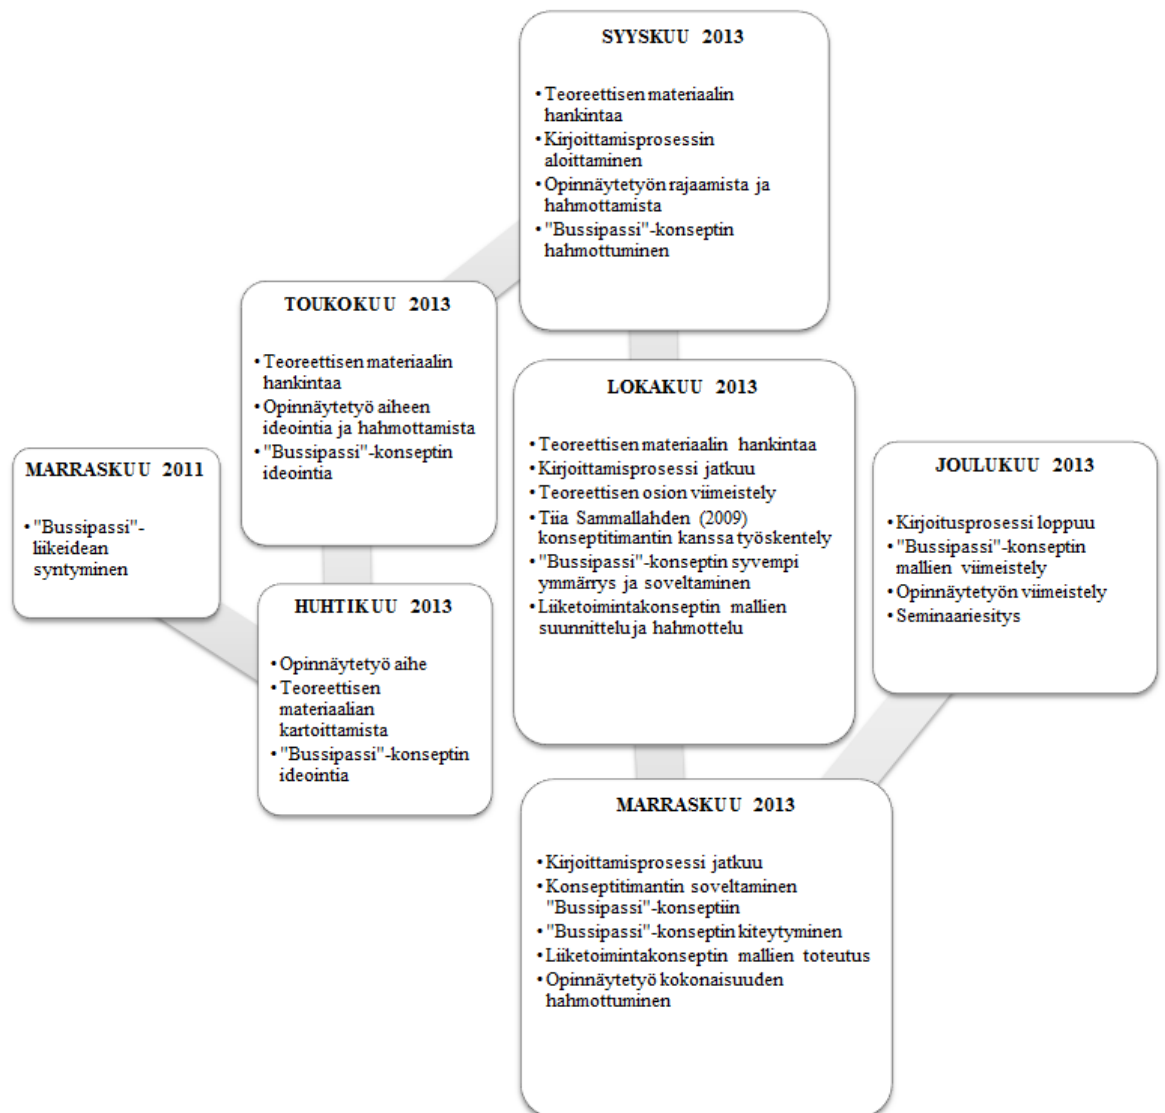 MARRASKUU 2011
• "Bussipassi"-
liikeidean
syntyminen
HUHTIKUU 2013
• Opinnäytetyö aihe
• Teoreettisen
materiaalian
kartoittamista
• "Bussipassi"-konseptin
ideointia
TOUKOKUU 2013
• Teoreettisen materiaalin
hankintaa
• Opinnäytetyö aiheen
ideointia ja hahmottamista
• "Bussipassi"-konseptin
ideointia
SYYSKUU 2013
• Teoreettisen materiaalin
hankintaa
• Kirjoittamisprosessin
aloittaminen
• Opinnäytetyön rajaamista ja
hahmottamista
• "Bussipassi"-konseptin
hahmottuminen
LOKAKUU 2013
• Teoreettisen materiaalin hankintaa
• Kirjoittamisprosessi jatkuu
• Teoreettisen osion viimeistely
• Tiia Sammallahden (2009)
konseptitimantin kanssa työskentely
• "Bussipassi"-konseptin syvempi
ymmärrys ja soveltaminen
• Liiketoimintakonseptin mallien
suunnittelu ja hahmottelu
MARRASKUU 2013
• Kirjoittamisprosessi jatkuu
• Konseptitimantin soveltaminen
"Bussipassi"-konseptiin
• "Bussipassi"-konseptin kiteytyminen
• Liiketoimintakonseptin mallien toteutus
• Opinnäytetyö kokonaisuuden
hahmottuminen
JOULUKUU 2013
• Kirjoitusprosessi loppuu
• "Bussipassi"-konseptin
mallien viimeistely
• Opinnäytetyön viimeistely
• Seminaariesitys